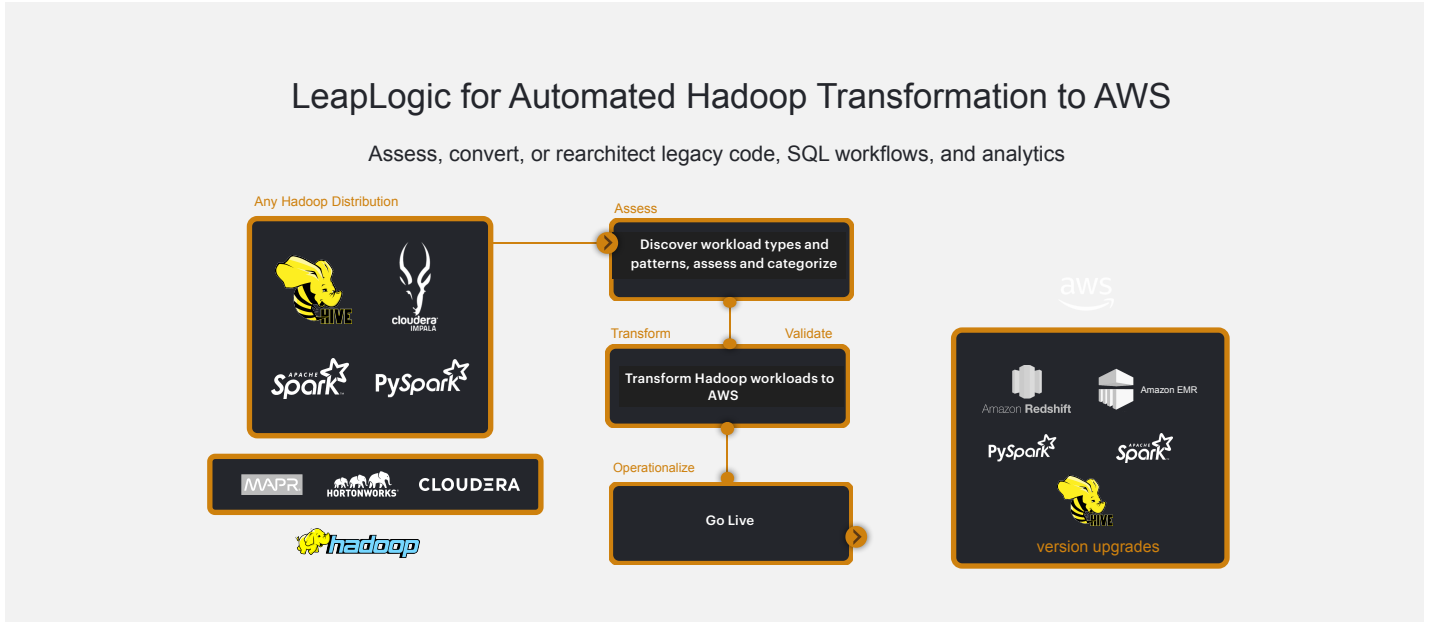 LeapLogic for Automated Hadoop Transformation to AWS
Assess, convert, or rearchitect legacy code, SQL workflows, and analytics
Any Hadoop Distribution
HIVE
cloudera
IMPALA
APACHE
Spark
PySpark
MAPR
HORTONWORKS
CLOUDERA
hadoop
Assess
Discover workload types and
patterns, assess and categorize
Transform
Validate
Transform Hadoop workloads to
AWS
Operationalize
Go Live
aws
Amazon Redshift
Amazon EMR
PySpark
APACHE
Spark
HIVE
version upgrades